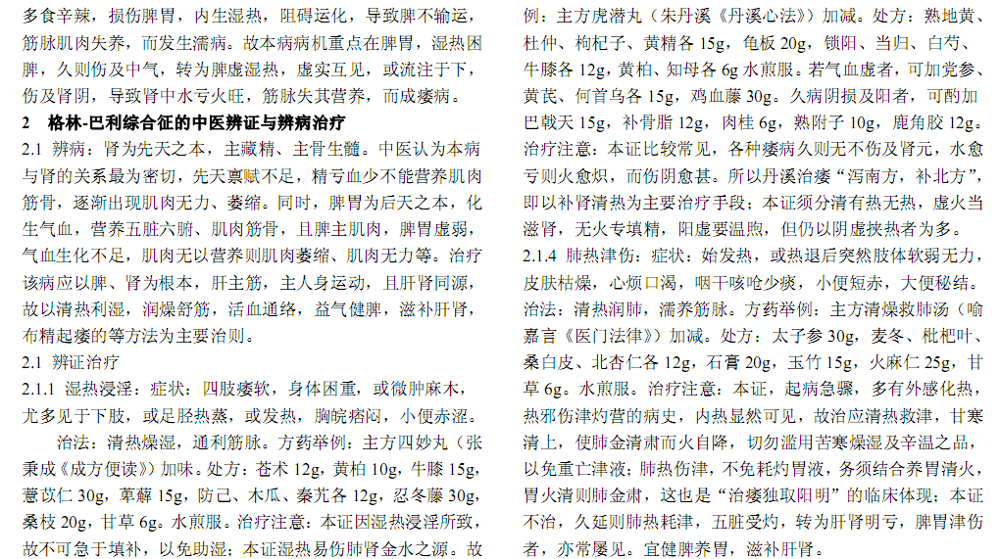 多食辛辣，损伤脾胃，内生湿热，阻碍运化，导致脾不输运，
筋脉肌肉失养，而发生濡病。故本病病机重点在脾胃，湿热困
脾，久则伤及中气，转为脾虚湿热，虚实互见，或流注于下，
伤及肾阴，导致肾中水亏火旺，筋脉失其营养，而成痿病。
2 格林-巴利综合征的中医辨证与辨病治疗
2.1 辨病：肾为先天之本，主藏精、主骨生髓。中医认为本病
与肾的关系最为密切，先天禀赋不足，精亏血少不能营养肌肉
筋骨，逐渐出现肌肉无力、萎缩。同时，脾胃为后天之本，化
生气血，营养五脏六腑、肌肉筋骨，且脾主肌肉，脾胃虚弱，
气血生化不足，肌肉无以营养则肌肉萎缩、肌肉无力等。治疗
该病应以脾、肾为根本，肝主筋，主人身运动，且肝肾同源，
故以清热利湿，润燥舒筋，活血通络，益气健脾，滋补肝肾，
布精起痿的等方法为主要治则。
2.1 辨证治疗
2.1.1 湿热浸淫：症状：四肢痿软，身体困重，或微肿麻木，
尤多见于下肢，或足胫热蒸，或发热，胸脘痞闷，小便赤涩。
治法：清热燥湿，通利筋脉。方药举例：主方四妙丸（张
秉成《成方便读》）加味。处方：苍术 12g，黄柏 10g，牛膝 15g，
薏苡仁 30g，萆薢 15g，防己、木瓜、秦艽各 12g，忍冬藤 30g，
桑枝 20g，甘草 6g。水煎服。治疗注意：本证因湿热浸淫所致，
故不可急于填补，以免助湿；本证湿热易伤肺肾金水之源。故
例：主方虎潜丸（朱丹溪《丹溪心法》）加减。处方：熟地黄、
杜仲、枸杞子、黄精各 15g，龟板 20g，锁阳、当归、白芍、
牛膝各 12g，黄柏、知母各 6g 水煎服。若气血虚者，可加党参、
黄芪、何首乌各 15g，鸡血藤 30g。久病阴损及阳者，可酌加
巴戟天 15g，补骨脂 12g，肉桂 6g，熟附子 10g，鹿角胶 12g。
治疗注意：本证比较常见，各种痿病久则无不伤及肾元，水愈
亏则火愈炽，而伤阴愈甚。所以丹溪治痿“泻南方，补北方”，
即以补肾清热为主要治疗手段；本证须分清有热无热，虚火当
滋肾，无火专填精，阳虚要温煦，但仍以阴虚挟热者为多。
2.1.4 肺热津伤：症状：始发热，或热退后突然肢体软弱无力，
皮肤枯燥，心烦口渴，咽干咳呛少痰，小便短赤，大便秘结。
治法：清热润肺，濡养筋脉。方药举例：主方清燥救肺汤（喻
嘉言《医门法律》）加减。处方：太子参 30g，麦冬、枇杷叶、
桑白皮、北杏仁各 12g，石膏 20g，玉竹 15g，火麻仁 25g，甘
草 6g。水煎服。治疗注意：本证，起病急骤，多有外感化热，
热邪伤津灼营的病史，内热显然可见，故治应清热救津，甘寒
清上，使肺金清肃而火自降，切勿滥用苦寒燥湿及辛温之品，
以免重亡津液；肺热伤津，不免耗灼胃液，务须结合养胃清火，
胃火清则肺金肃，这也是“治痿独取阳明”的临床体现；本证
不治，久延则肺热耗津，五脏受灼，转为肝肾明亏，脾胃津伤
者，亦常屡见。宜健脾养胃，滋补肝肾。